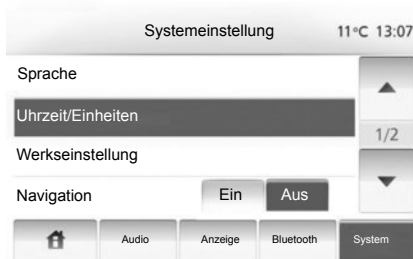 Systemeinstellung 11°C 13:07
Sprache
Uhrzeit/Einheiten
1/2
Werkseinstellung
Navigation Ein Aus
Audio Anzeige Bluetooth System